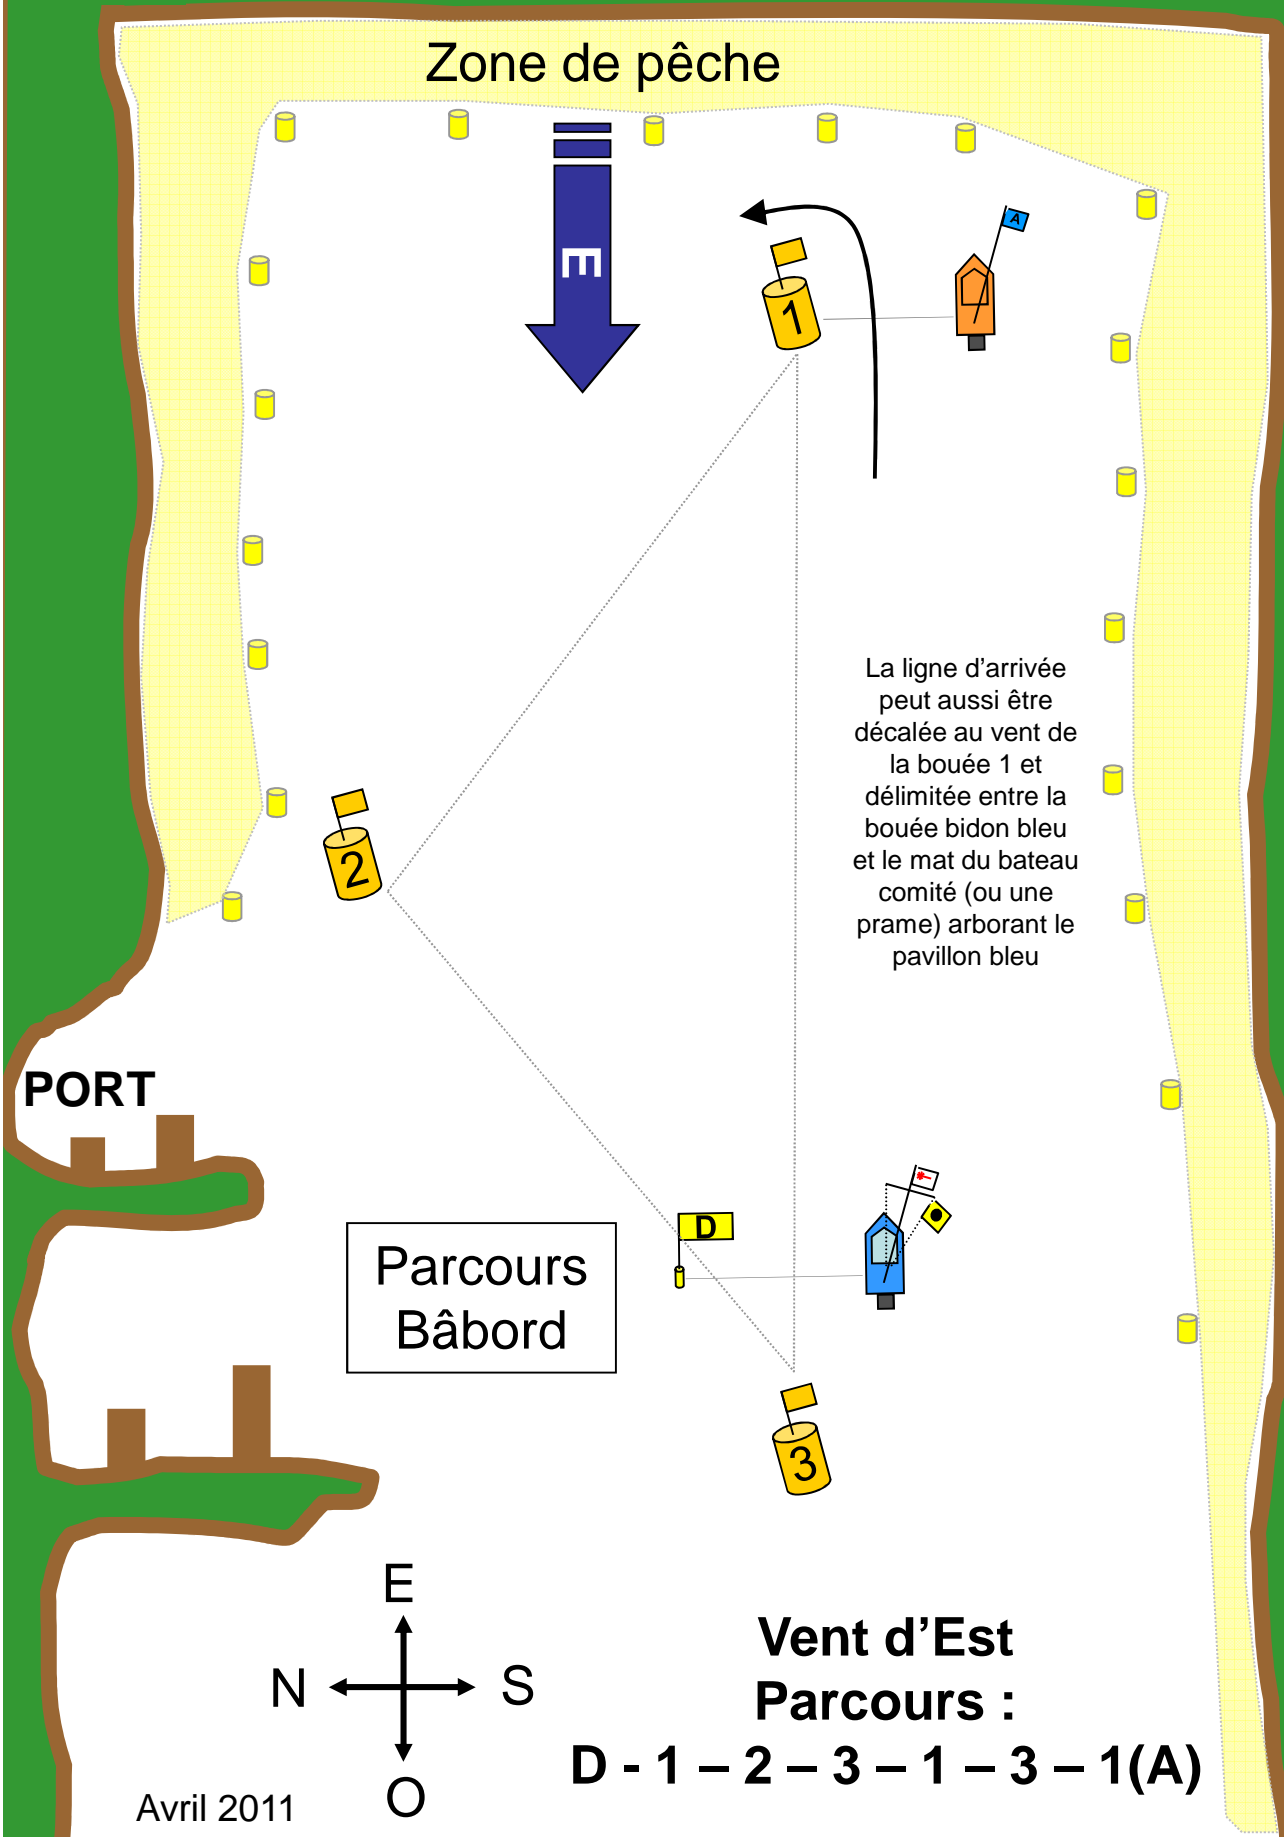 Zone de pêche
A
E
1
La ligne d'arrivée
peut aussi être
décalée au vent de
la bouée 1 et
délimitée entre la
bouée bidon bleu
et le mat du bateau
comité (ou une
prame) arborant le
pavillon bleu
2
PORT
D
Parcours
Bâbord
3
E
N
S
O
Vent d'Est
Parcours :
D - 1 – 2 – 3 – 1 – 3 – 1(A)
Avril 2011